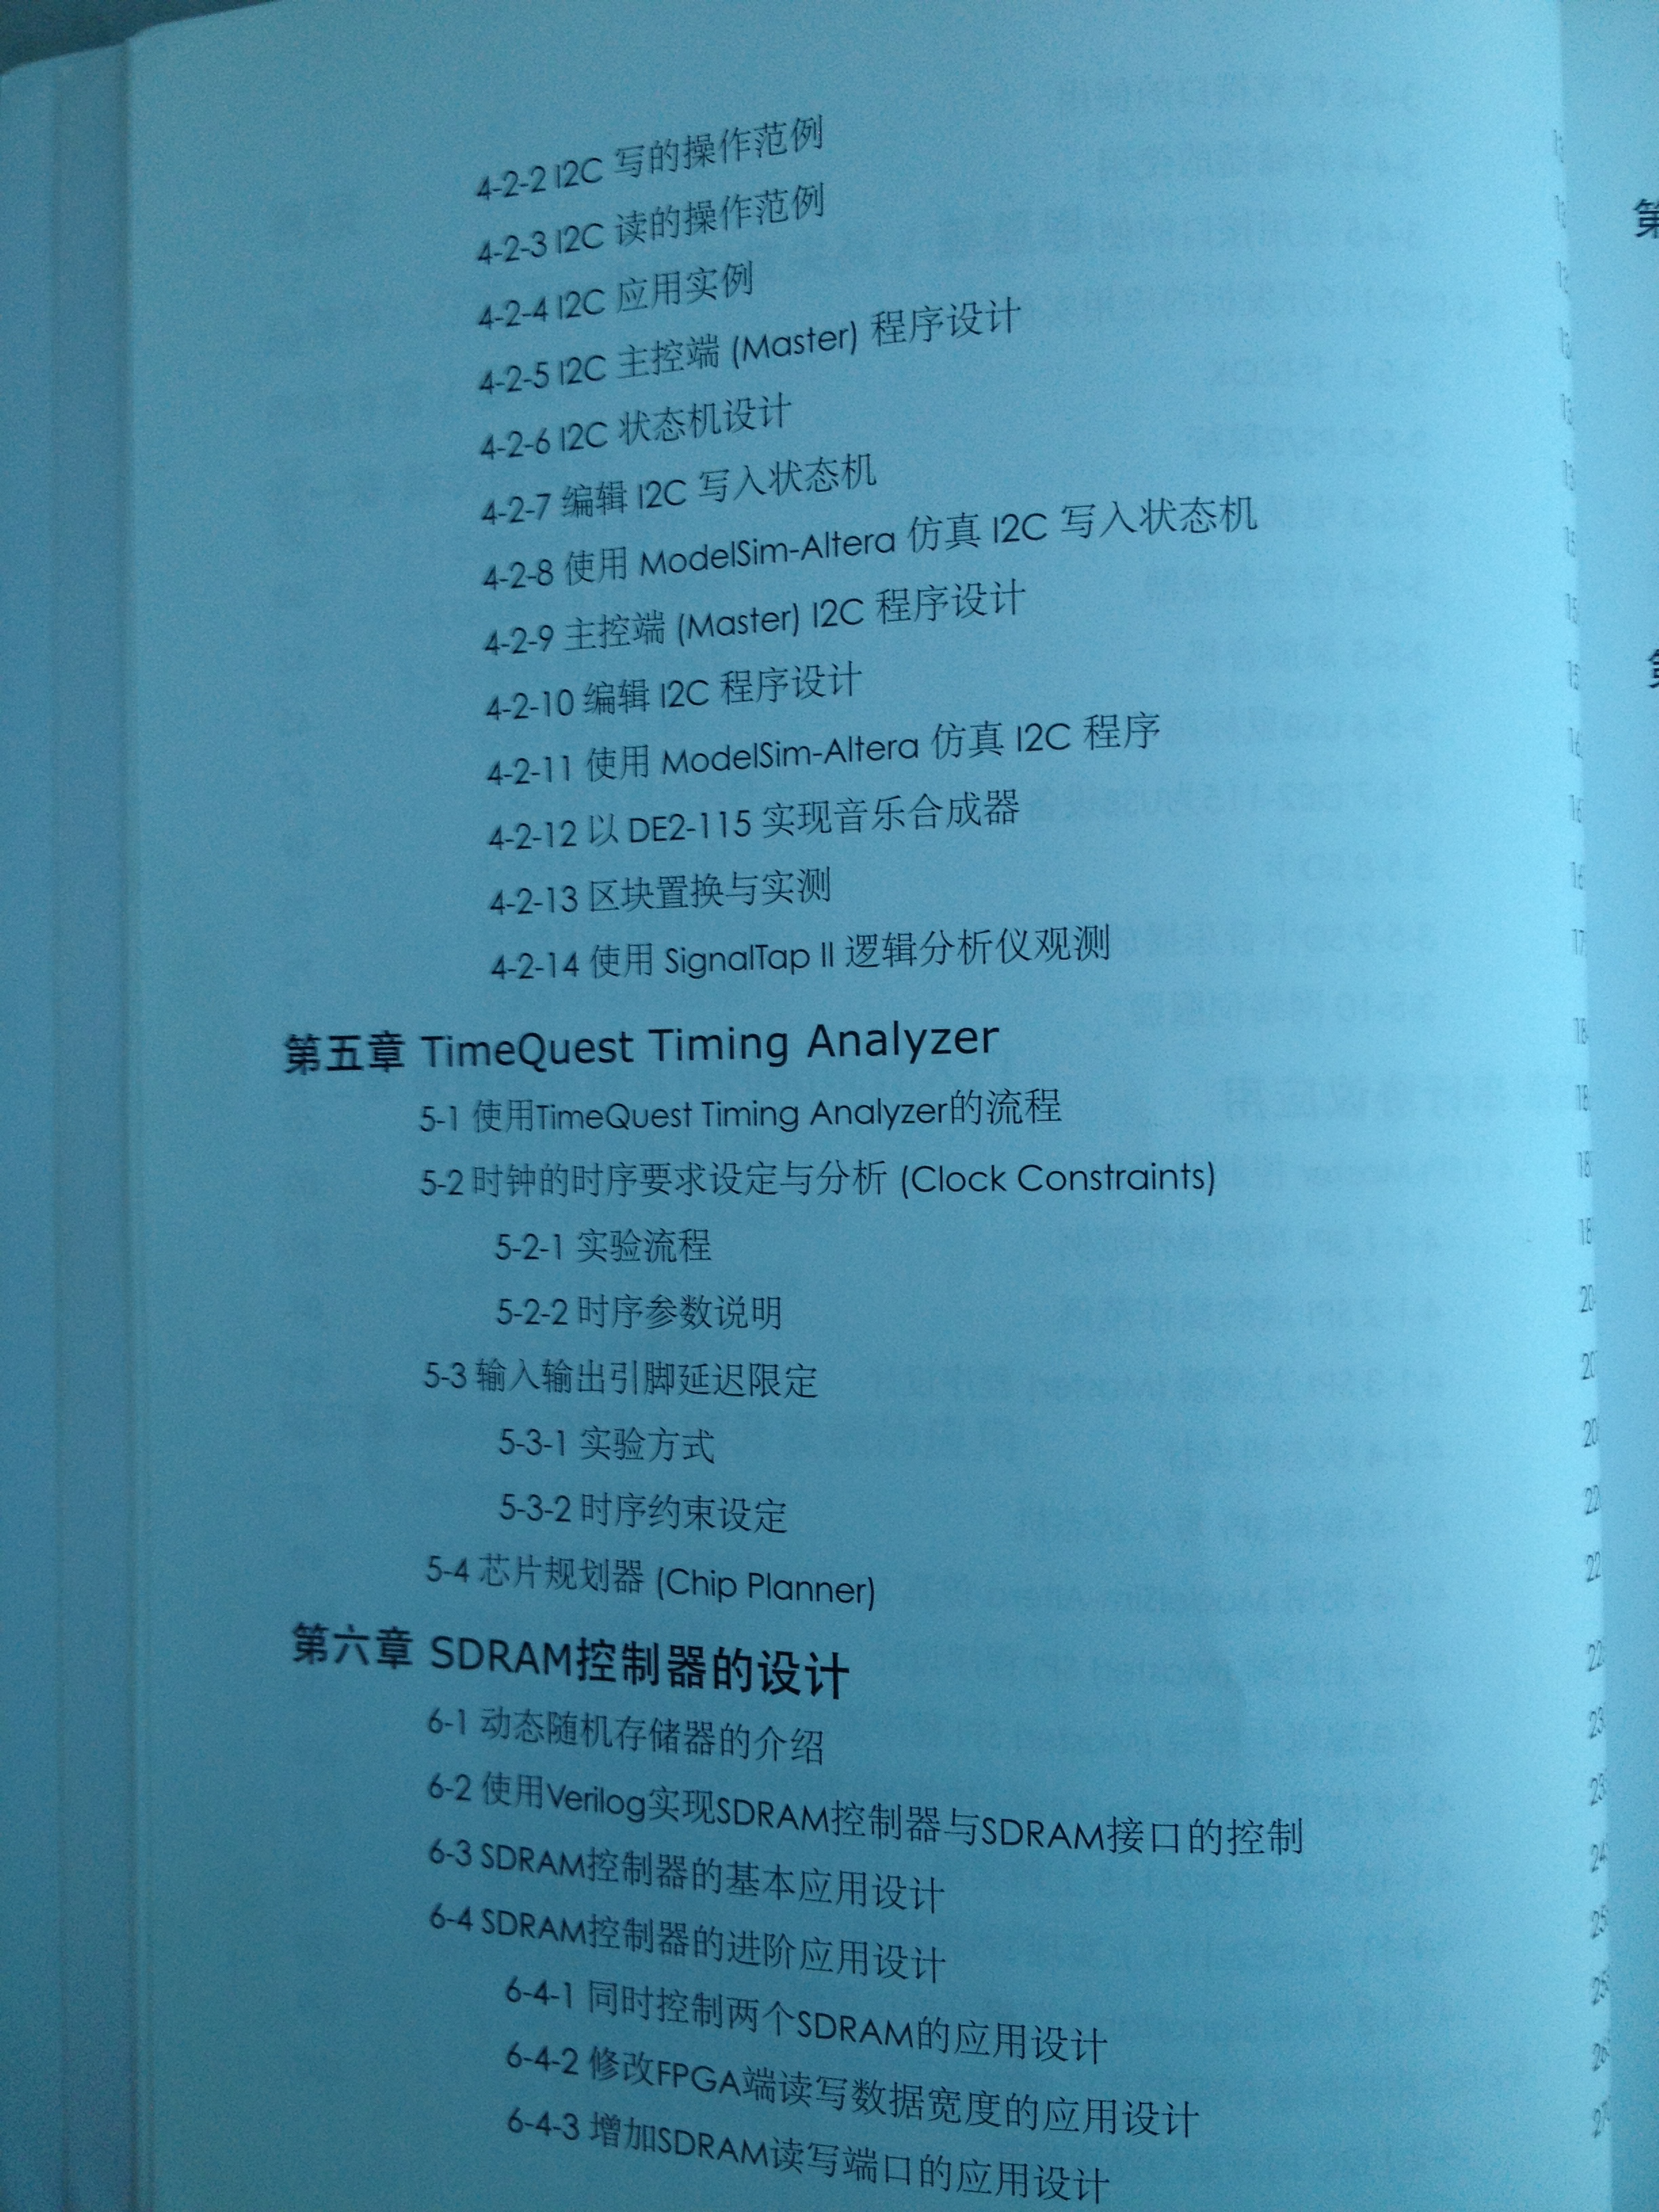 4-2-2 I2C 写的操作范例
4-2-3 I2C 读的操作范例
4-2-4 I2C 应用实例
4-2-5 I2C 主控端 (Master) 程序设计
4-2-6 I2C 状态机设计
4-2-7 编辑 I2C 写入状态机
4-2-8 使用 ModelSim-Altera 仿真 I2C 写入状态机
4-2-9 主控端 (Master) I2C 程序设计
4-2-10 编辑 I2C 程序设计
4-2-11 使用 ModelSim-Altera 仿真 I2C 程序
4-2-12 以 DE2-115 实现音乐合成器
4-2-13 区块置换与实测
4-2-14 使用 SignalTap II 逻辑分析仪观测
第五章 TimeQuest Timing Analyzer
5-1 使用TimeQuest Timing Analyzer的流程
5-2 时钟的时序要求设定与分析 (Clock Constraints)
5-2-1 实验流程
5-2-2 时序参数说明
5-3 输入输出引脚延迟限定
5-3-1 实验方式
5-3-2 时序约束设定
5-4 芯片规划器 (Chip Planner)
第六章 SDRAM控制器的设计
6-1 动态随机存储器的介绍
6-2 使用Verilog实现SDRAM控制器与SDRAM接口的控制
6-3 SDRAM控制器的基本应用设计
6-4 SDRAM控制器的进阶应用设计
6-4-1 同时控制两个SDRAM的应用设计
6-4-2 修改FPGA端读写数据宽度的应用设计
6-4-3 增加SDRAM读写端口的应用设计